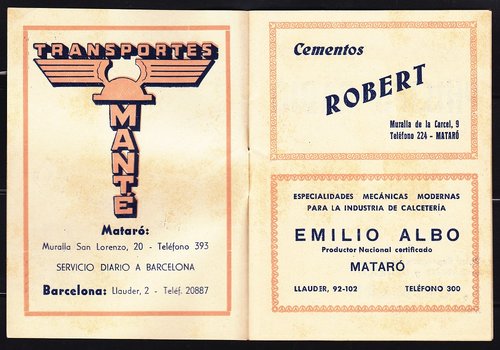 TRANSPORTES
MANTÉ
Mataró:
Muralla San Lorenzo, 20 - Teléfono 393
SERVICIO DIARIO A BARCELONA
Barcelona: Llauder, 2 - Teléf. 20887
Cementos
ROBERT
Muralla de la Carcel, 9
Teléfono 224 - MATARÓ
ESPECIALIDADES MECÁNICAS MODERNAS
PARA LA INDUSTRIA DE CALCETERÍA
EMILIO ALBO
Productor Nacional certificado
MATARÓ
LLAUDER, 92-102 TELÉFONO 300